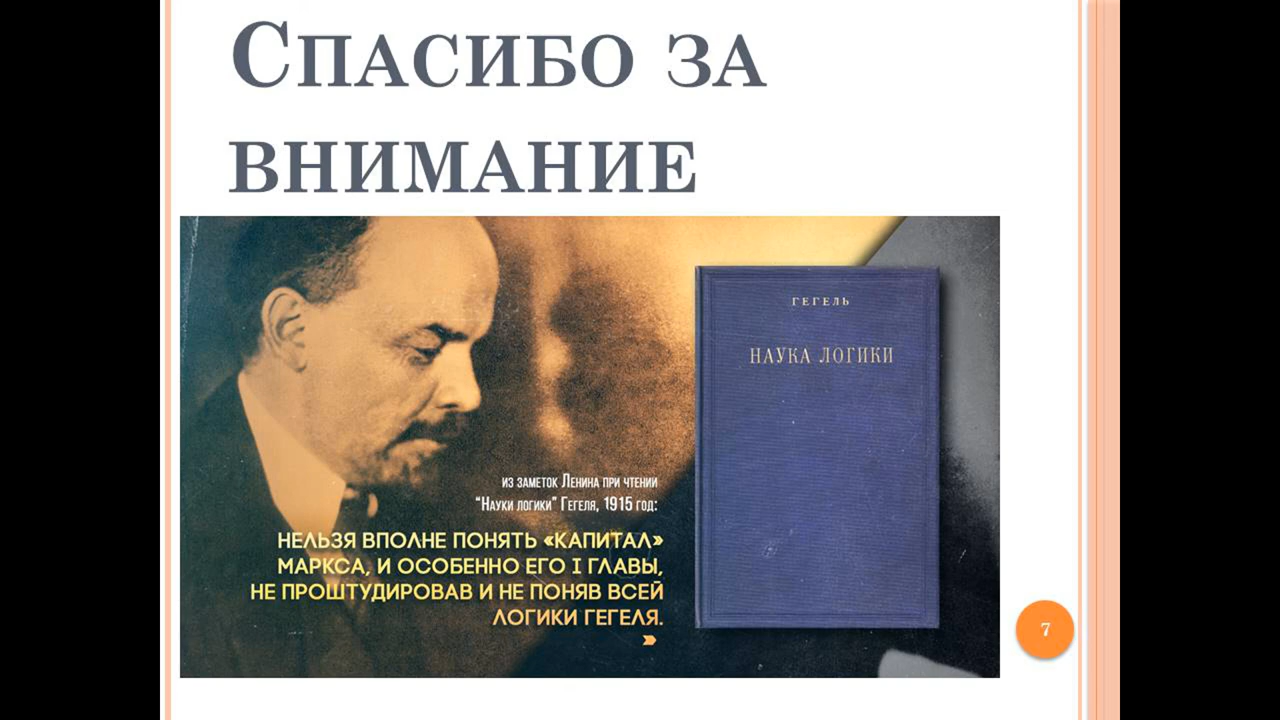 Спасибо за
внимание
ГЕГЕЛЬ
НАУКА ЛОГИКИ
из заметок Ленина при чтении
"Науки логики" Гегеля, 1915 год:
НЕЛЬЗЯ ВПОЛНЕ ПОНЯТЬ «КАПИТАЛ»
МАРКСА, И ОСОБЕННО ЕГО I ГЛАВЫ,
НЕ ПРОШТУДИРОВАВ И НЕ ПОНЯВ ВСЕЙ
ЛОГИКИ ГЕГЕЛЯ.
7